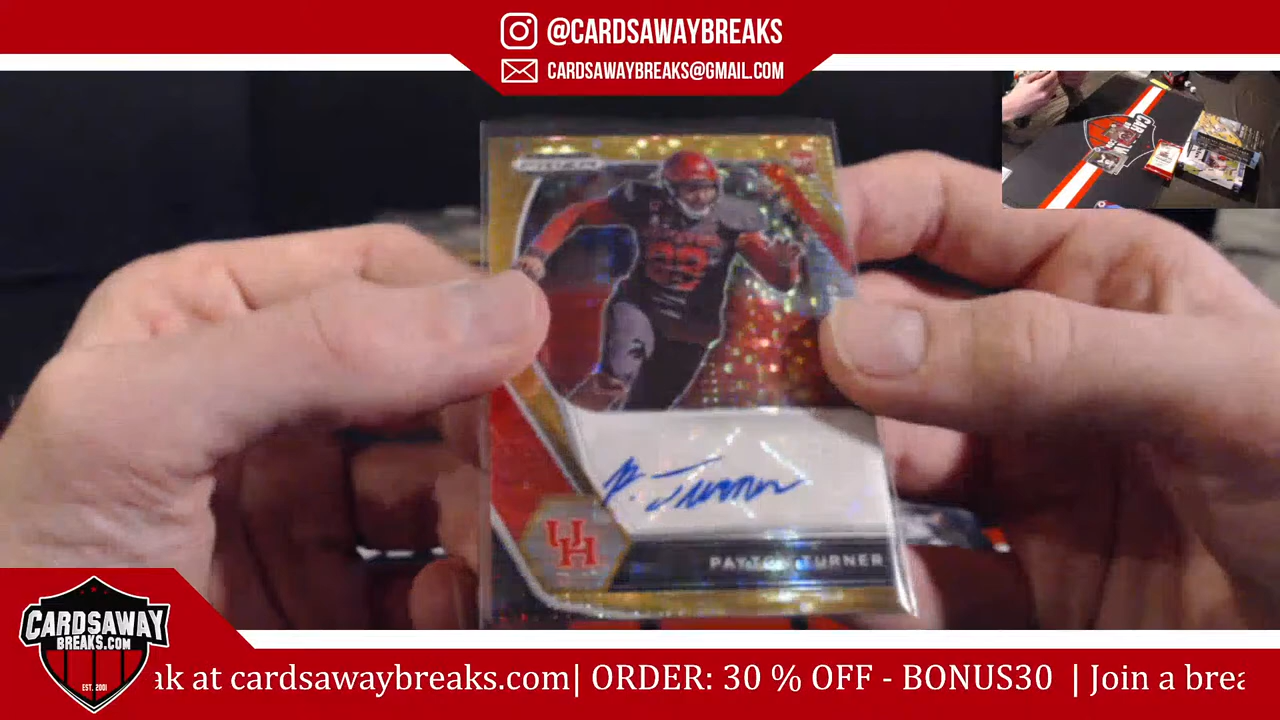 @CARDSAWAYBREAKS
CARDSAWAYBREAKS@GMAIL.COM
PRIZM
P. Turner
UH
PAYTON TURNER
CARDSAWAY
BREAKS.COM
EST. 2001
ak at cardsawaybreaks.com| ORDER: 30 % OFF - BONUS30 | Join a brea